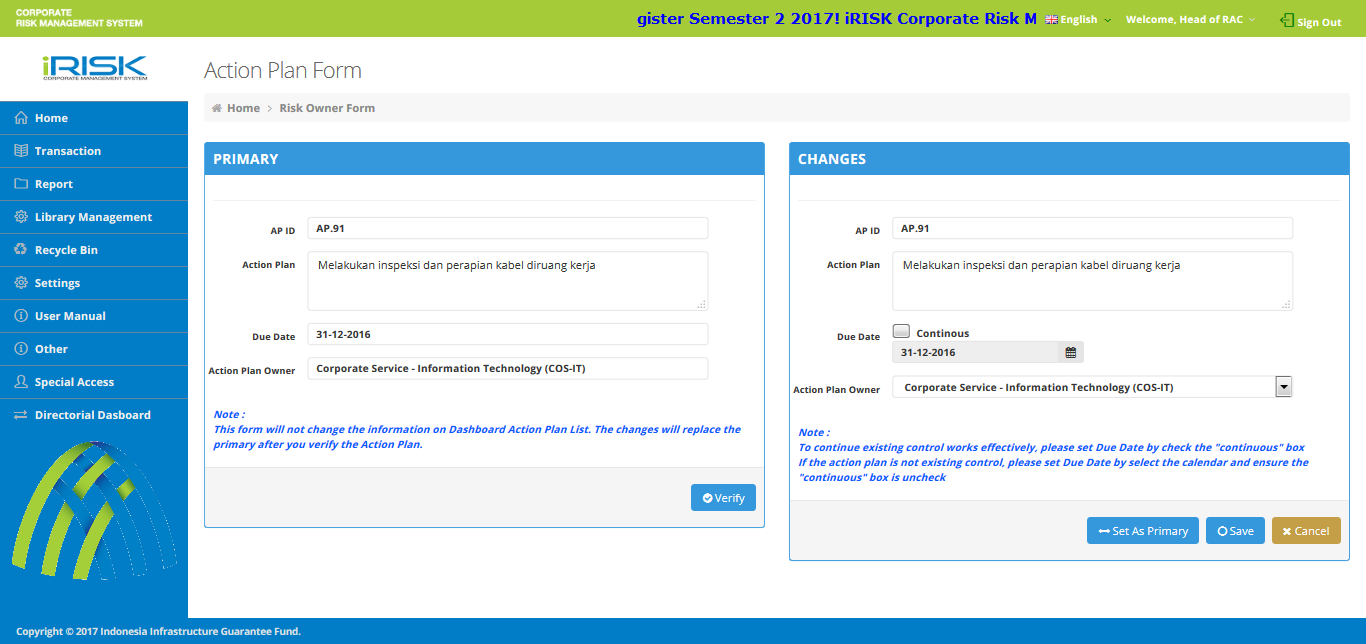 CORPORATE
RISK MANAGEMENT SYSTEM
gister Semester 2 2017! iRISK Corporate Risk M
English
Welcome, Head of RAC
Sign Out
iRISK
CORPORATE MANAGEMENT SYSTEM
Home
Transaction
Report
Library Management
Recycle Bin
Settings
User Manual
Other
Special Access
Directorial Dasboard
Action Plan Form
Home > Risk Owner Form
PRIMARY
AP ID AP.91
Action Plan Melakukan inspeksi dan perapian kabel diruang kerja
Due Date 31-12-2016
Action Plan Owner Corporate Service - Information Technology (COS-IT)
Note :
This form will not change the information on Dashboard Action Plan List. The changes will replace the
primary after you verify the Action Plan.
Verify
CHANGES
AP ID AP.91
Action Plan Melakukan inspeksi dan perapian kabel diruang kerja
Due Date Continous
31-12-2016
Action Plan Owner Corporate Service - Information Technology (COS-IT)
Note :
To continue existing control works effectively, please set Due Date by check the "continuous" box
If the action plan is not existing control, please set Due Date by select the calendar and ensure the
"continuous" box is uncheck
Set As Primary Save Cancel
Copyright © 2017 Indonesia Infrastructure Guarantee Fund.